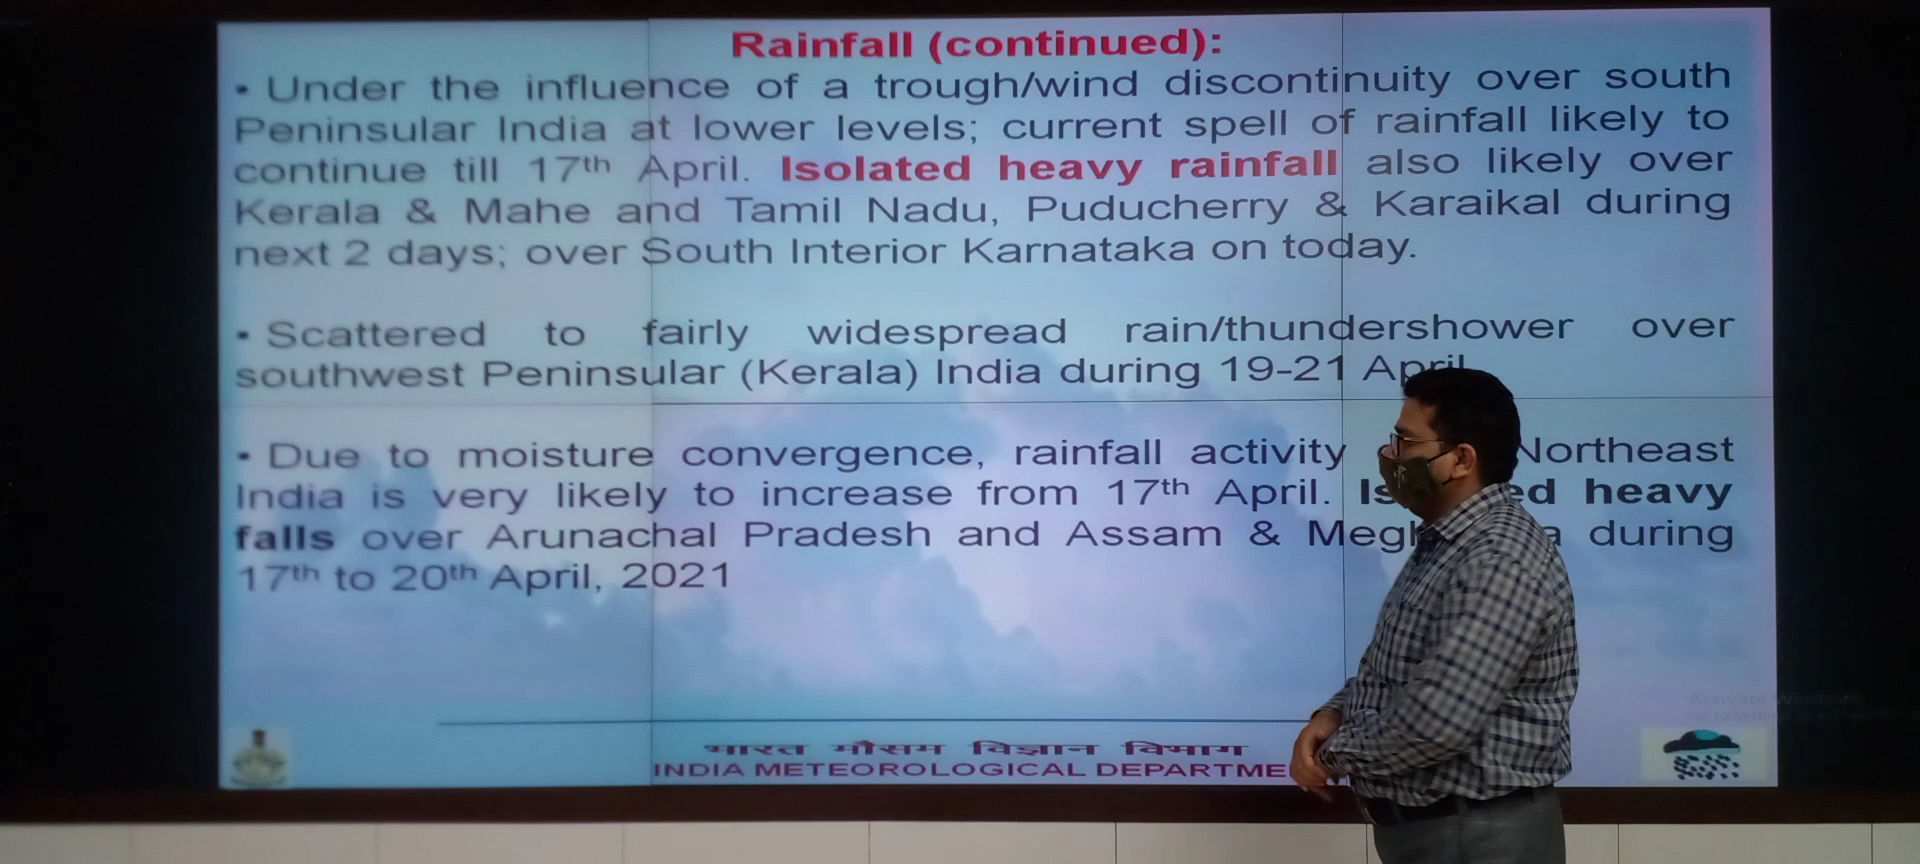 Rainfall (continued):
• Under the influence of a trough/wind discontinuity over south
Peninsular India at lower levels; current spell of rainfall likely to
continue till 17th April. Isolated heavy rainfall also likely over
Kerala & Mahe and Tamil Nadu, Puducherry & Karaikal during
next 2 days; over South Interior Karnataka on today.
• Scattered to fairly widespread rain/thundershower over
southwest Peninsular (Kerala) India during 19-21 April
• Due to moisture convergence, rainfall activity Northeast
India is very likely to increase from 17th April. heavy
falls over Arunachal Pradesh and Assam & during
17th to 20th April, 2021
भारत मौसम विज्ञान विभाग
INDIA METEOROLOGICAL
Activate Windows